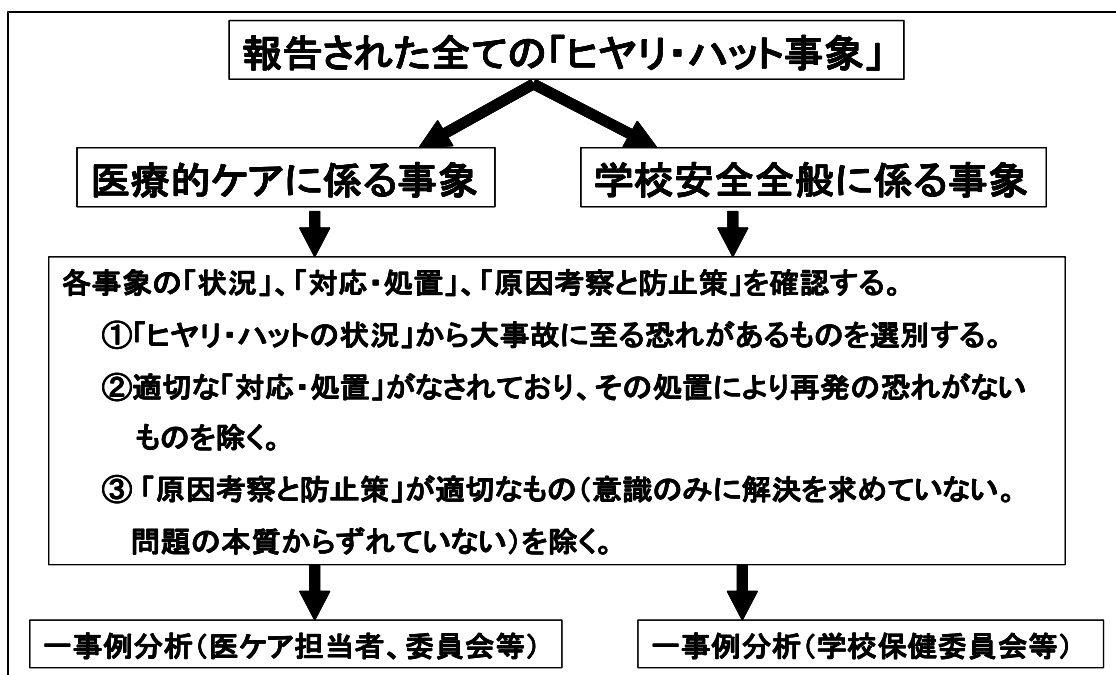 報告された全ての「ヒヤリ・ハット事象」
医療的ケアに係る事象
学校安全全般に係る事象
各事象の「状況」、「対応・処置」、「原因考察と防止策」を確認する。
①「ヒヤリ・ハットの状況」から大事故に至る恐れがあるものを選別する。
②適切な「対応・処置」がなされており、その処置により再発の恐れがない
ものを除く。
③「原因考察と防止策」が適切なもの（意識のみに解決を求めていない。
問題の本質からずれていない）を除く。
一事例分析（医ケア担当者、委員会等）
一事例分析（学校保健委員会等）